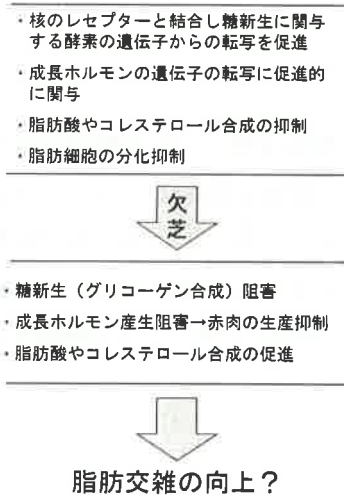 ・核のレセプターと結合し糖新生に関与
する酵素の遺伝子からの転写を促進
・成長ホルモンの遺伝子の転写に促進的
に関与
・脂肪酸やコレステロール合成の抑制
・脂肪細胞の分化抑制
欠
芝
・糖新生（グリコーゲン合成）阻害
・成長ホルモン産生阻害→赤肉の生産抑制
・脂肪酸やコレステロール合成の促進
脂肪交雑の向上？